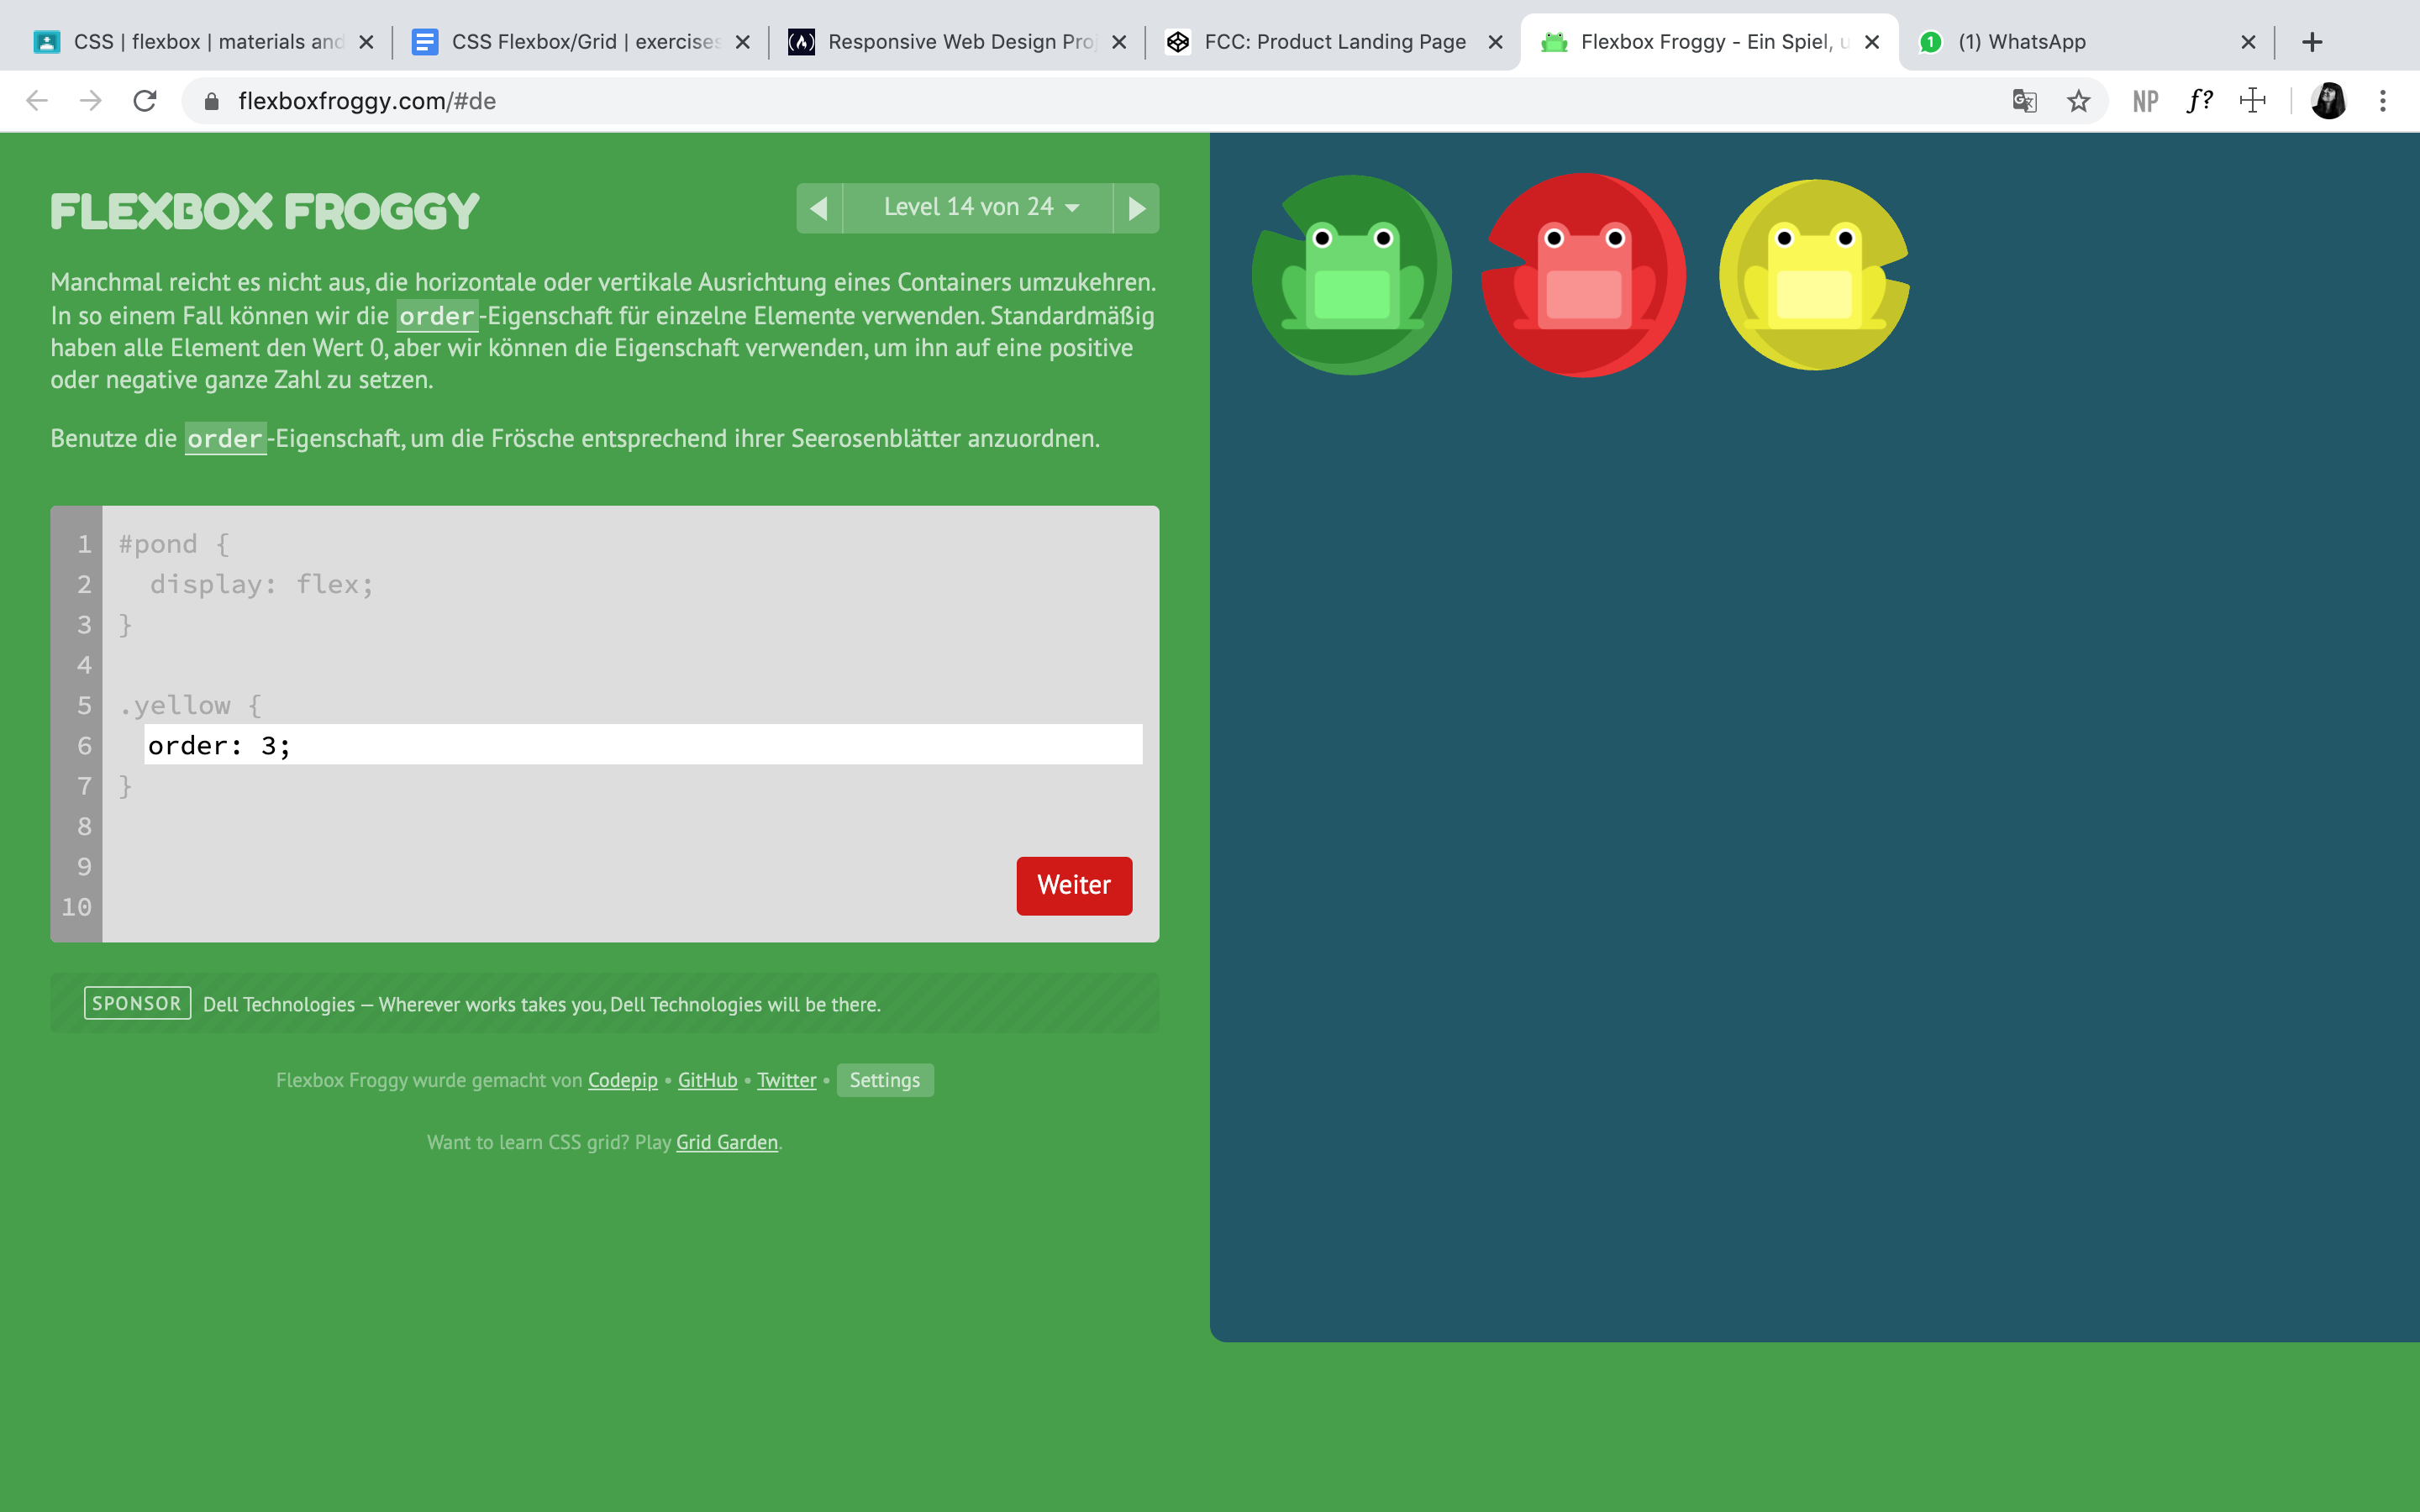 CSS | flexbox | materials and
CSS Flexbox/Grid | exercises
Responsive Web Design Proj
FCC: Product Landing Page
Flexbox Froggy - Ein Spiel, u
1
(1) WhatsApp
flexboxfroggy.com/#de
NP
f?
FLEXBOX FROGGY
Level 14 von 24
Manchmal reicht es nicht aus, die horizontale oder vertikale Ausrichtung eines Containers umzukehren.
In so einem Fall können wir die order-Eigenschaft für einzelne Elemente verwenden. Standardmäßig
haben alle Element den Wert 0, aber wir können die Eigenschaft verwenden, um ihn auf eine positive
oder negative ganze Zahl zu setzen.
Benutze die order-Eigenschaft, um die Frösche entsprechend ihrer Seerosenblätter anzuordnen.
1 #pond {
2 display: flex;
3 }
4
5 .yellow {
6 order: 3;
7 }
8
9
10
Weiter
SPONSOR Dell Technologies — Wherever works takes you, Dell Technologies will be there.
Flexbox Froggy wurde gemacht von Codepip • GitHub • Twitter • Settings
Want to learn CSS grid? Play Grid Garden.